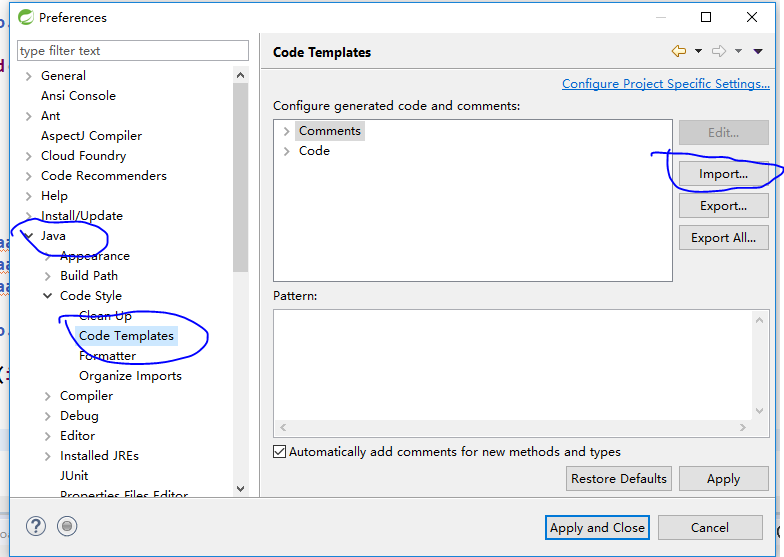 Preferences
type filter text
General
Ansi Console
Ant
AspectJ Compiler
Cloud Foundry
Code Recommenders
Help
Install/Update
Java
Appearance
Build Path
Code Style
Clean Up
Code Templates
Formatter
Organize Imports
Compiler
Debug
Editor
Installed JREs
JUnit
Properties Files Editor
Code Templates
Configure Project Specific Settings...
Configure generated code and comments:
Comments
Code
Edit...
Import...
Export...
Export All...
Pattern:
Automatically add comments for new methods and types
Restore Defaults
Apply
Apply and Close
Cancel